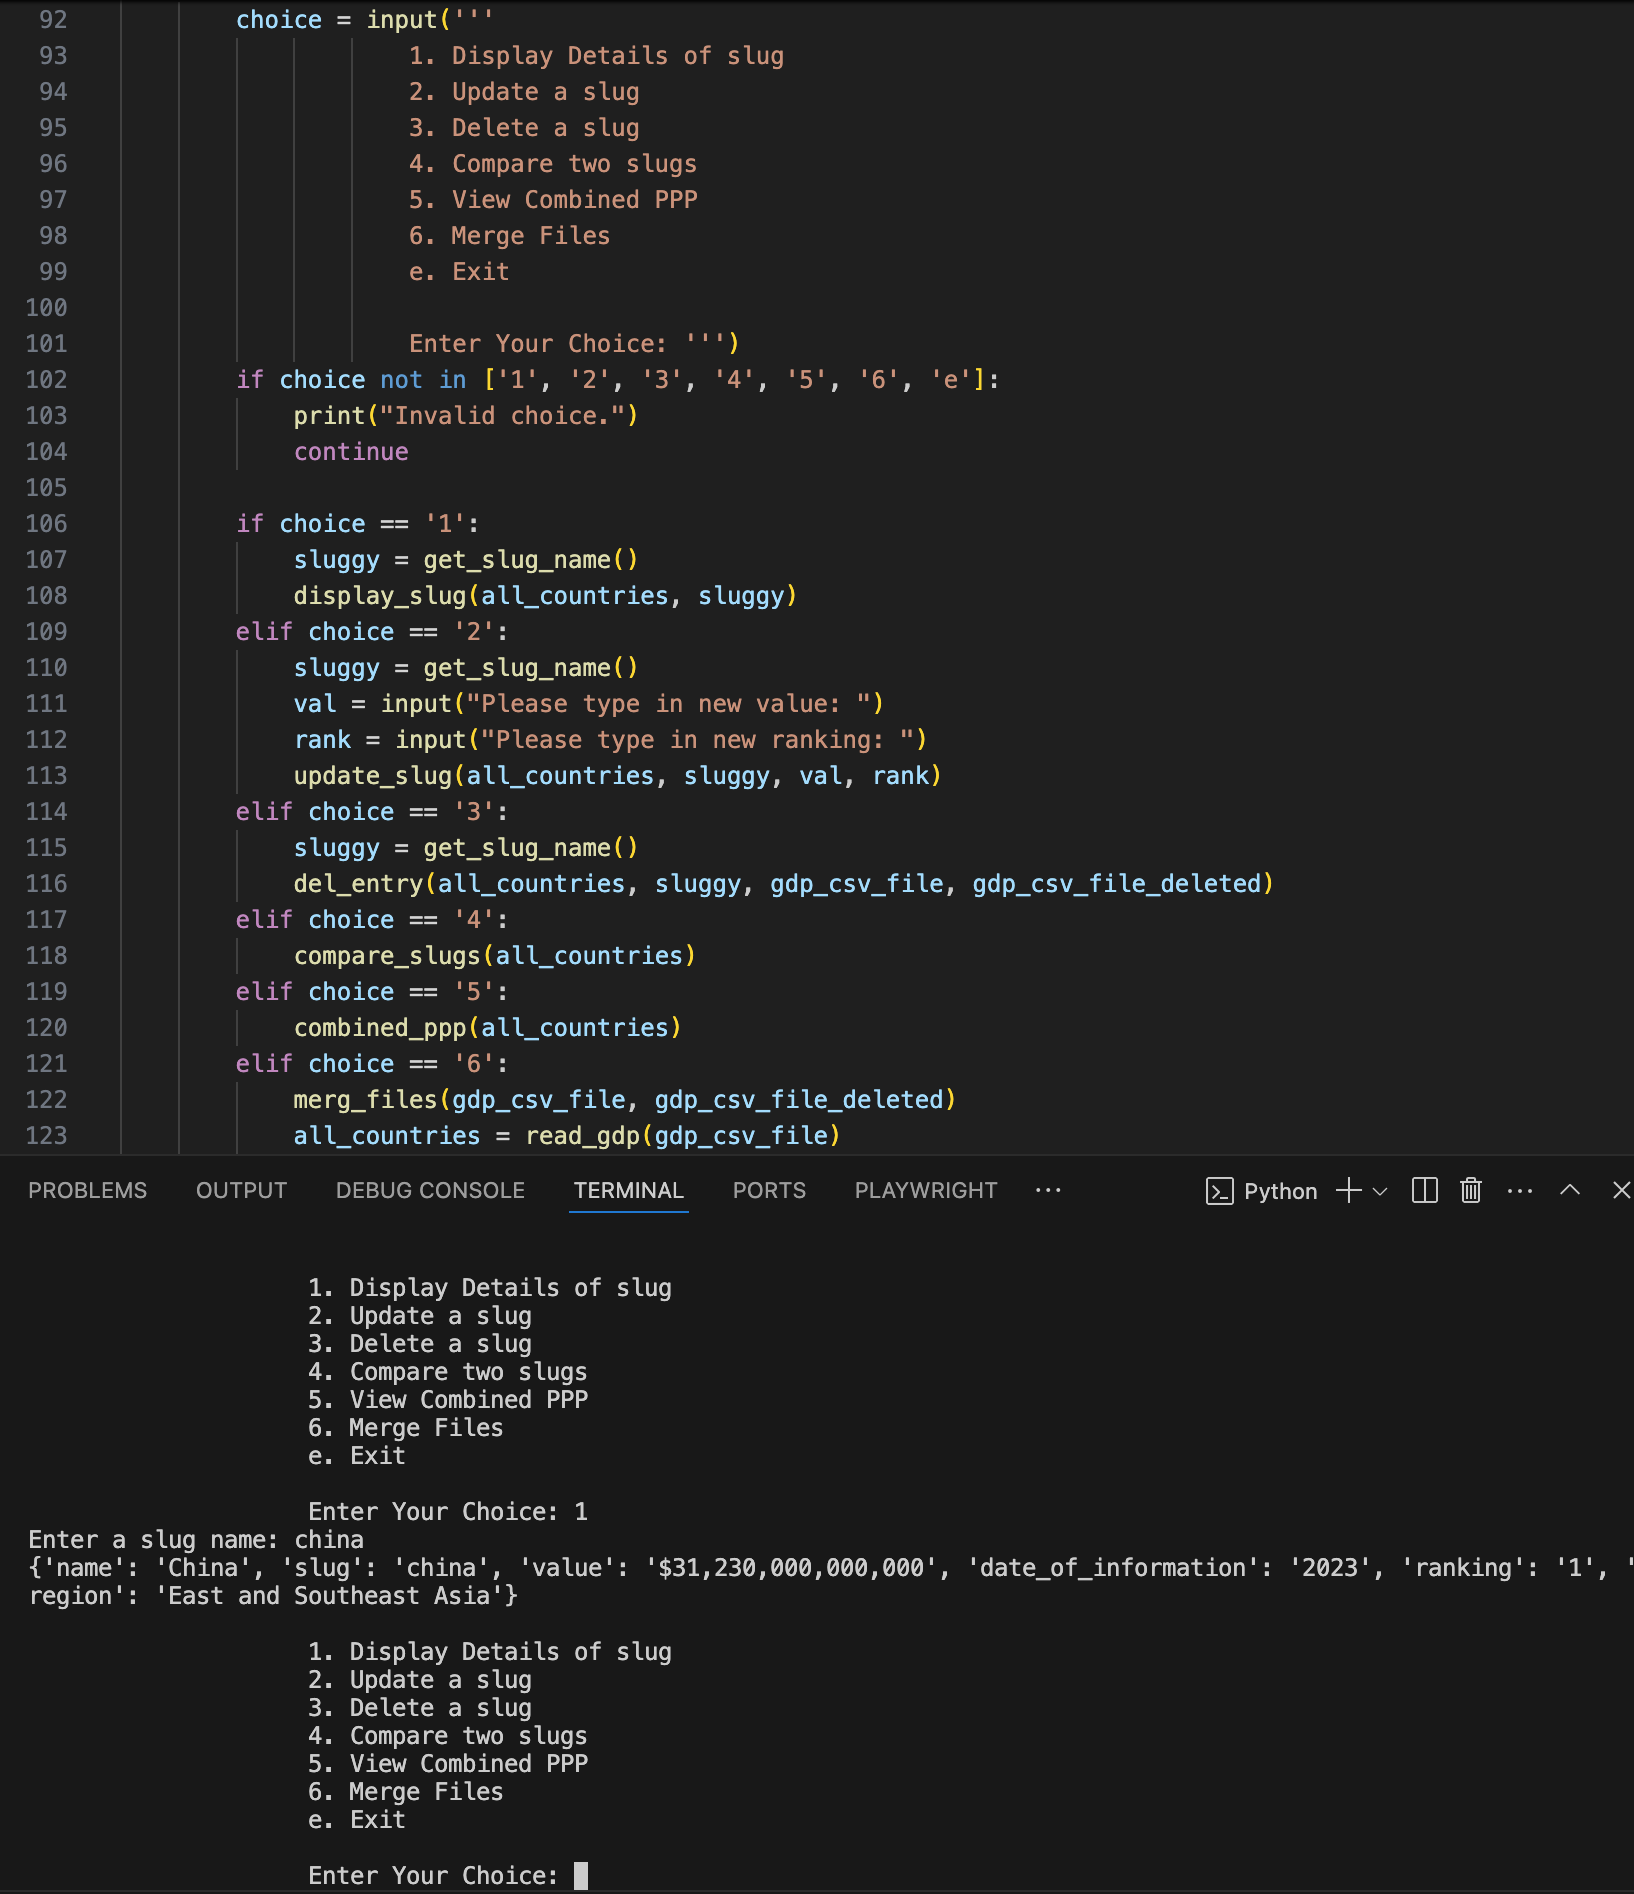 92 choice = input('''
93 1. Display Details of slug
94 2. Update a slug
95 3. Delete a slug
96 4. Compare two slugs
97 5. View Combined PPP
98 6. Merge Files
99 e. Exit
100
101 Enter Your Choice: ''')
102 if choice not in ['1', '2', '3', '4', '5', '6', 'e']:
103 print("Invalid choice.")
104 continue
105
106 if choice == '1':
107 sluggy = get_slug_name()
108 display_slug(all_countries, sluggy)
109 elif choice == '2':
110 sluggy = get_slug_name()
111 val = input("Please type in new value: ")
112 rank = input("Please type in new ranking: ")
113 update_slug(all_countries, sluggy, val, rank)
114 elif choice == '3':
115 sluggy = get_slug_name()
116 del_entry(all_countries, sluggy, gdp_csv_file, gdp_csv_file_deleted)
117 elif choice == '4':
118 compare_slugs(all_countries)
119 elif choice == '5':
120 combined_ppp(all_countries)
121 elif choice == '6':
122 merg_files(gdp_csv_file, gdp_csv_file_deleted)
123 all_countries = read_gdp(gdp_csv_file)
PROBLEMS OUTPUT DEBUG CONSOLE TERMINAL PORTS PLAYWRIGHT ··· Python
1. Display Details of slug
2. Update a slug
3. Delete a slug
4. Compare two slugs
5. View Combined PPP
6. Merge Files
e. Exit
Enter Your Choice: 1
Enter a slug name: china
{'name': 'China', 'slug': 'china', 'value': '$31,230,000,000,000', 'date_of_information': '2023', 'ranking': '1', '
region': 'East and Southeast Asia'}
1. Display Details of slug
2. Update a slug
3. Delete a slug
4. Compare two slugs
5. View Combined PPP
6. Merge Files
e. Exit
Enter Your Choice: